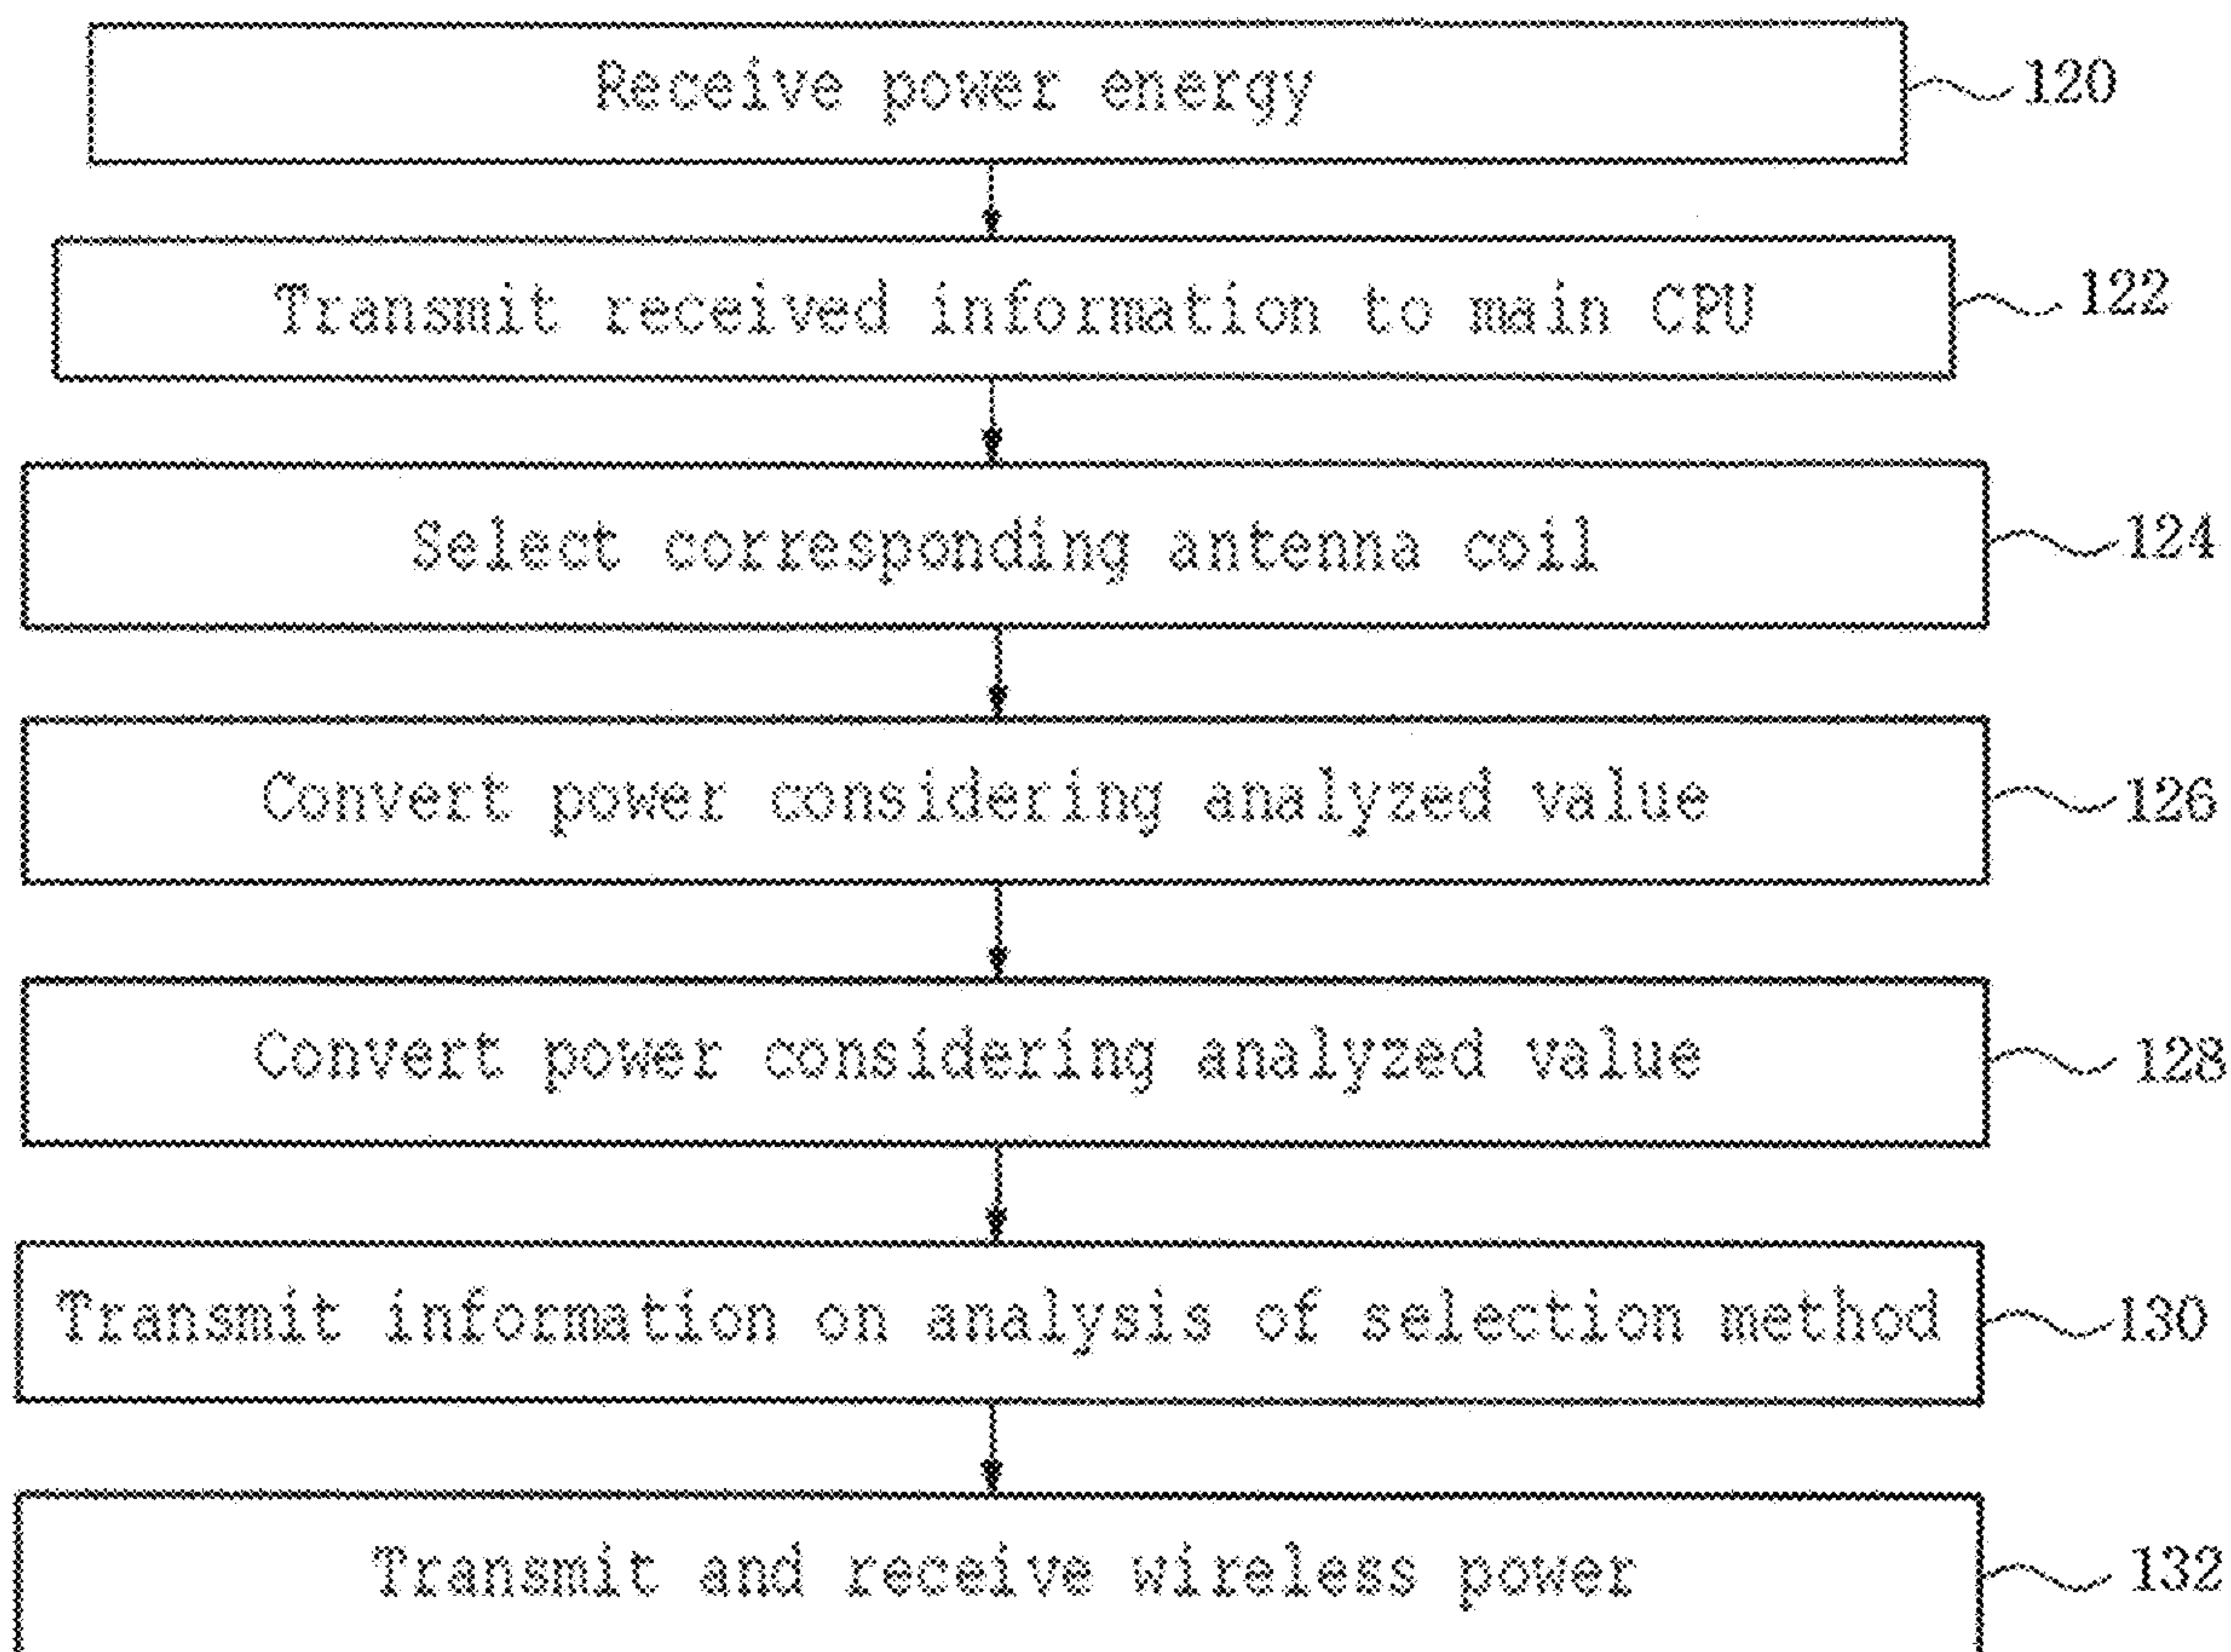 Receive power energy 120
Transmit received information to main CPU 122
Select corresponding antenna coil 124
Convert power considering analyzed value 126
Convert power considering analyzed value 128
Transmit information on analysis of selection method 130
Transmit and receive wireless power 132